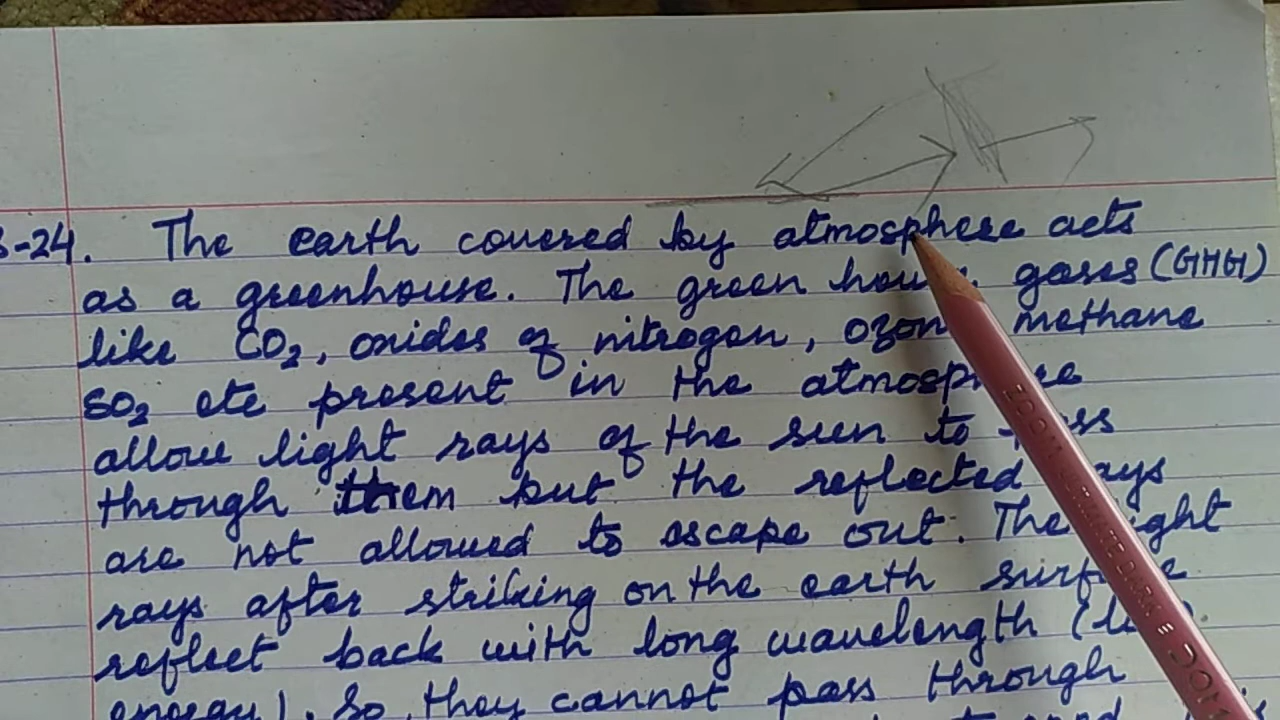 -24. The earth covered by atmosphere acts
as a greenhouse. The green gases (GHG)
like CO2, oxides of nitrogen, methane
SO2 etc present in the
allow light rays of the sun to
through them but the reflected
are not allowed to escape out. The
rays after striking on the earth
reflect back with long wavelength (
energy). So, they cannot pass through